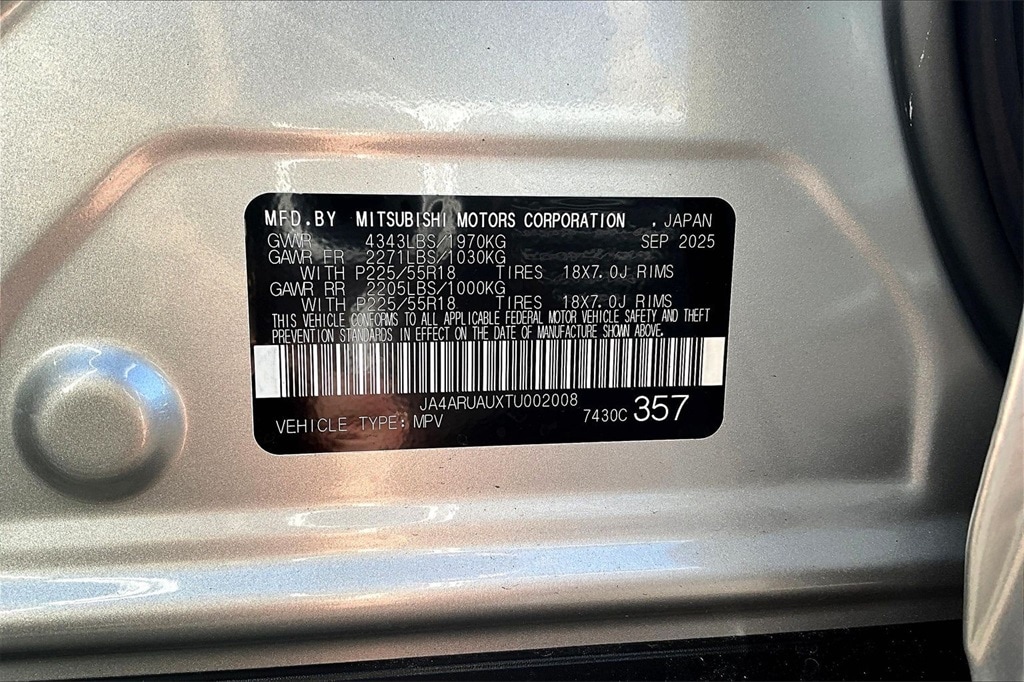 MFD.BY MITSUBISHI MOTORS CORPORATION . JAPAN
GVWR 4343LBS/1970KG SEP 2025
GAWR FR 2271LBS/1030KG
WITH P225/55R18 TIRES 18X7.0J RIMS
GAWR RR 2205LBS/1000KG
WITH P225/55R18 TIRES 18X7.0J RIMS
THIS VEHICLE CONFORMS TO ALL APPLICABLE FEDERAL MOTOR VEHICLE SAFETY AND THEFT
PREVENTION STANDARDS IN EFFECT ON THE DATE OF MANUFACTURE SHOWN ABOVE.
JA4ARUAUXTU002008
VEHICLE TYPE: MPV 7430C 357